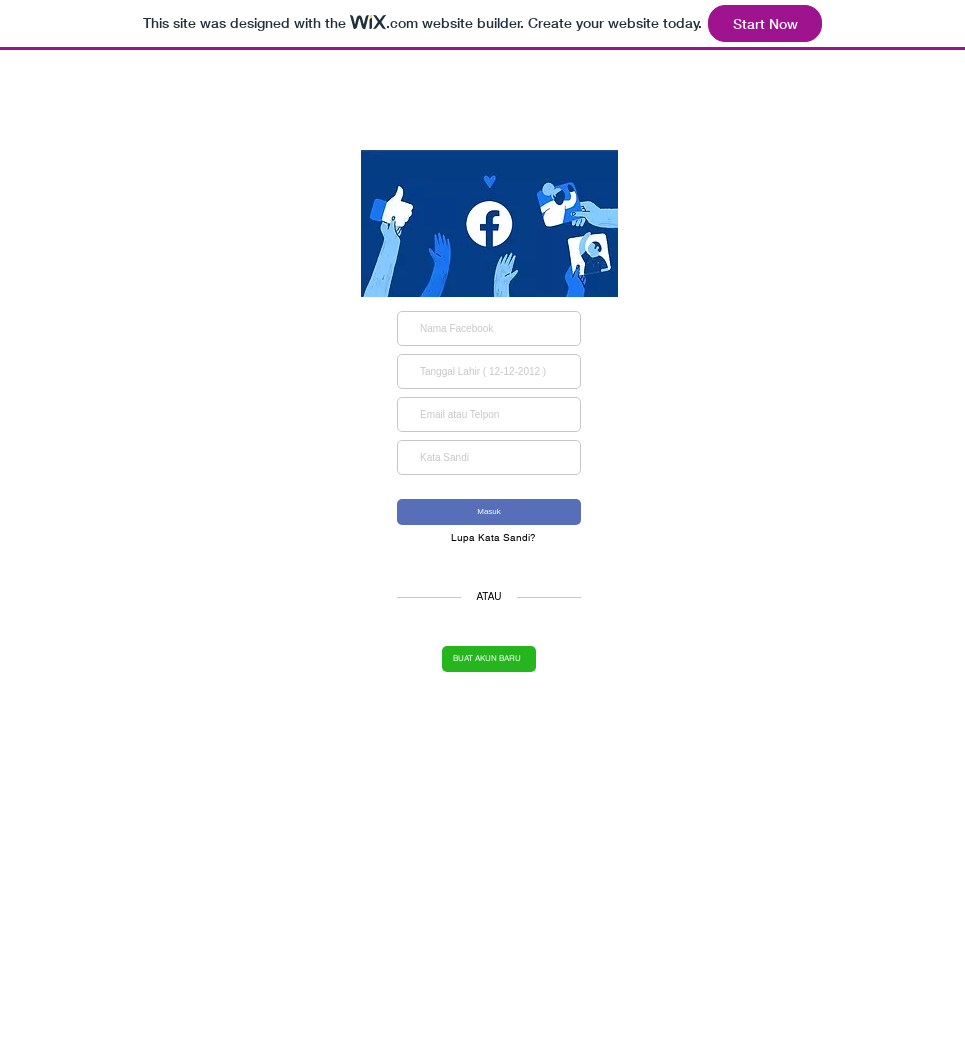 This site was designed with the WiX.com website builder. Create your website today. Start Now
Nama Facebook
Tanggal Lahir ( 12-12-2012 )
Email atau Telpon
Kata Sandi
Masuk
Lupa Kata Sandi?
ATAU
BUAT AKUN BARU